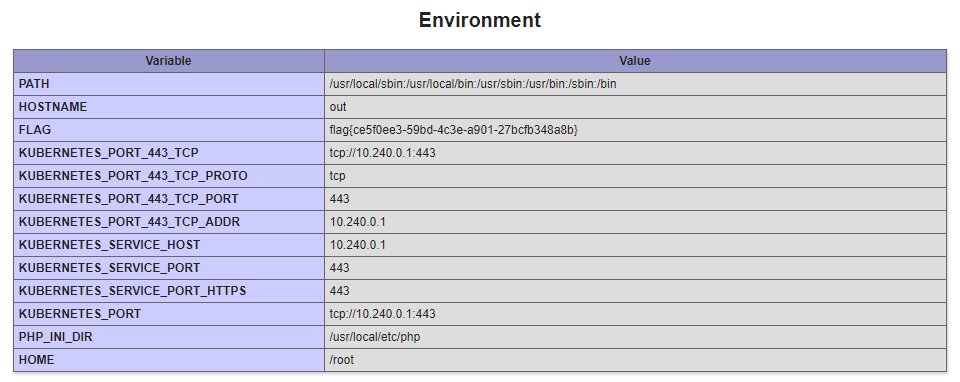 Environment
Variable Value
PATH /usr/local/sbin:/usr/local/bin:/usr/sbin:/usr/bin:/sbin:/bin
HOSTNAME out
FLAG flag{ce5f0ee3-59bd-4c3e-a901-27bcfb348a8b}
KUBERNETES_PORT_443_TCP tcp://10.240.0.1:443
KUBERNETES_PORT_443_TCP_PROTO tcp
KUBERNETES_PORT_443_TCP_PORT 443
KUBERNETES_PORT_443_TCP_ADDR 10.240.0.1
KUBERNETES_SERVICE_HOST 10.240.0.1
KUBERNETES_SERVICE_PORT 443
KUBERNETES_SERVICE_PORT_HTTPS 443
KUBERNETES_PORT tcp://10.240.0.1:443
PHP_INI_DIR /usr/local/etc/php
HOME /root